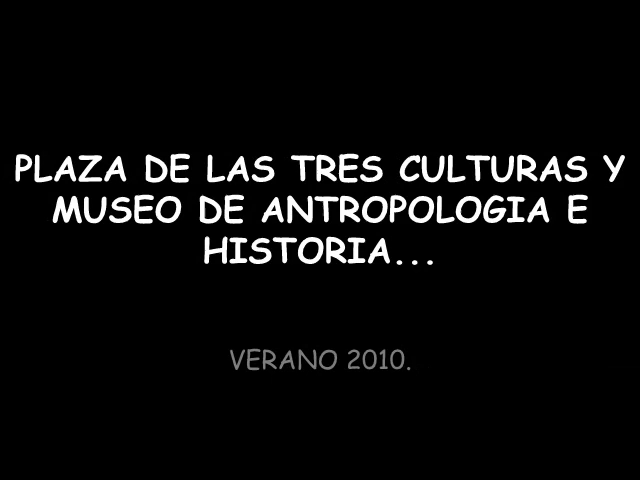 PLAZA DE LAS TRES CULTURAS Y
MUSEO DE ANTROPOLOGIA E
HISTORIA...
VERANO 2010.